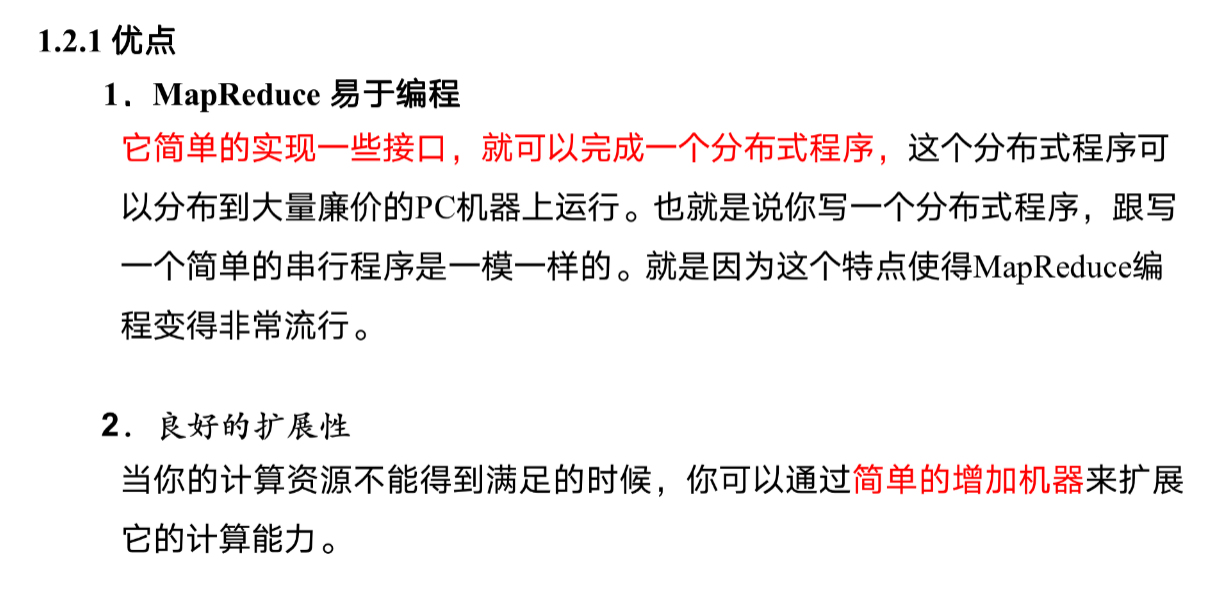 1.2.1 优点
1．MapReduce 易于编程
它简单的实现一些接口，就可以完成一个分布式程序，这个分布式程序可
以分布到大量廉价的PC机器上运行。也就是说你写一个分布式程序，跟写
一个简单的串行程序是一模一样的。就是因为这个特点使得MapReduce编
程变得非常流行。
2．良好的扩展性
当你的计算资源不能得到满足的时候，你可以通过简单的增加机器来扩展
它的计算能力。